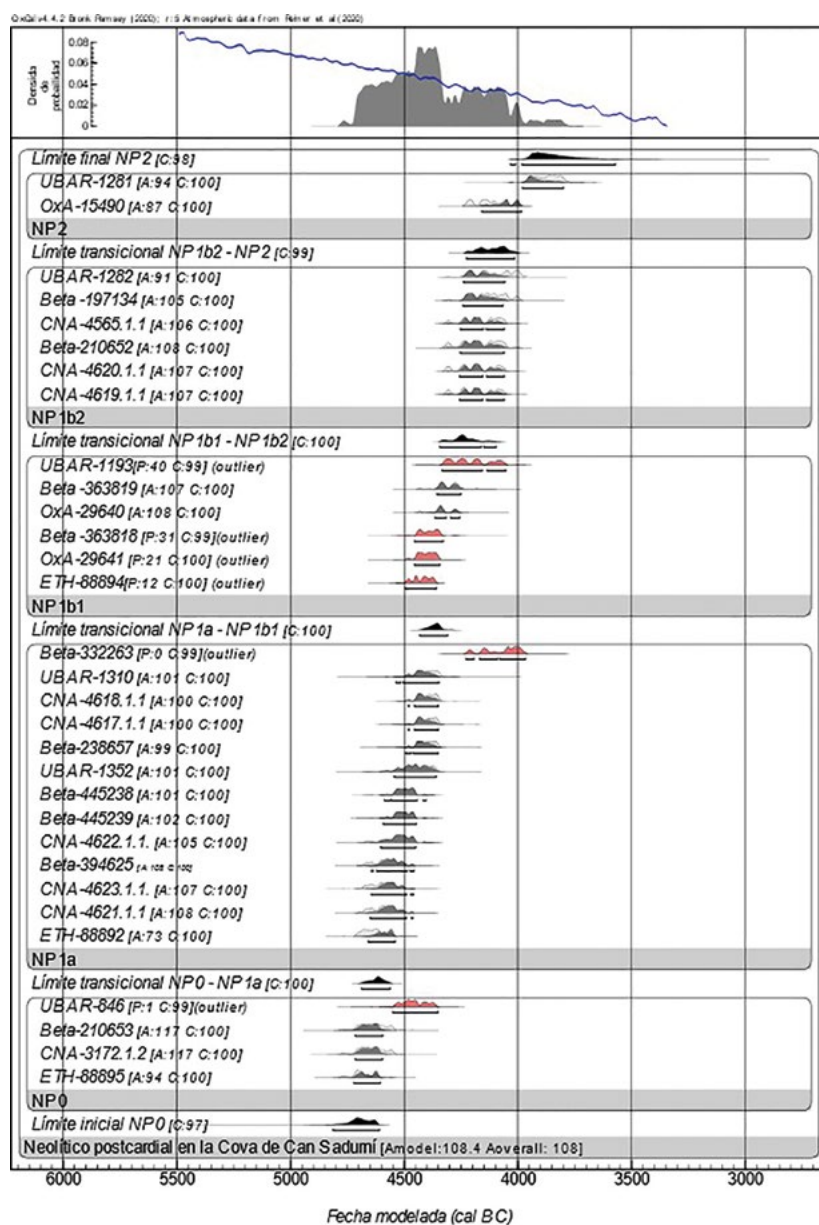 OxCal v4.4.2 Bronk Ramsey (2020); r:5 Atmospheric data from Reimer et al (2020)
Densida
de
probabilidad
0.08
0.04
0.02
0
Límite final NP2 [C:98]
UBAR-1281 [A:94 C:100]
OxA-15490 [A:87 C:100]
NP2
Límite transicional NP1b2 - NP2 [C:99]
UBAR-1282 [A:91 C:100]
Beta -197134 [A:105 C:100]
CNA-4565.1.1 [A:106 C:100]
Beta-210652 [A:108 C:100]
CNA-4620.1.1 [A:107 C:100]
CNA-4619.1.1 [A:107 C:100]
NP1b2
Límite transicional NP1b1 - NP1b2 [C:100]
UBAR-1193[P:40 C:99] (outlier)
Beta -363819 [A:107 C:100]
OxA -29640 [A:108 C:100]
Beta -363818 [P:31 C:99](outlier)
OxA-29641 [P:21 C:100] (outlier)
ETH-88894[P:12 C:100] (outlier)
NP1b1
Límite transicional NP1a - NP1b1 [C:100]
Beta-332263 [P:0 C:99](outlier)
UBAR-1310 [A:101 C:100]
CNA-4618.1.1 [A:100 C:100]
CNA-4617.1.1 [A:100 C:100]
Beta-238657 [A:99 C:100]
UBAR-1352 [A:101 C:100]
Beta-445238 [A:101 C:100]
Beta-445239 [A:102 C:100]
CNA-4622.1.1. [A:105 C:100]
Beta-394625 [A:108 C:100]
CNA-4623.1.1. [A:107 C:100]
CNA-4621.1.1 [A:108 C:100]
ETH-88892 [A:73 C:100]
NP1a
Límite transicional NP0 - NP1a [C:100]
UBAR-846 [P:1 C:99](outlier)
Beta-210653 [A:117 C:100]
CNA-3172.1.2 [A:117 C:100]
ETH-88895 [A:94 C:100]
NP0
Límite inicial NP0 [C:97]
Neolítico postcardial en la Cova de Can Sadurní [Amodel:108.4 Aoverall: 108]
6000 5500 5000 4500 4000 3500 3000
Fecha modelada (cal BC)